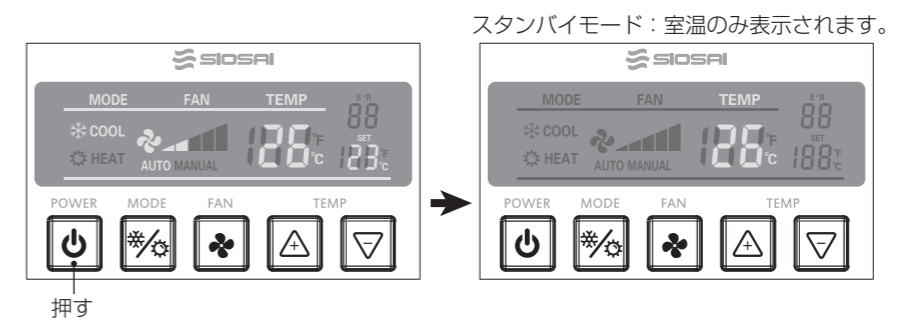 スタンバイモード：室温のみ表示されます。
SIOSAI
MODE FAN TEMP E・R
88
COOL
HEAT
AUTO MANUAL
26 °F °C
SET
23 °F °C
POWER MODE FAN TEMP
+ −
押す
SIOSAI
MODE FAN TEMP E・R
88
COOL
HEAT
AUTO MANUAL
26 °F °C
SET
188 °F °C
POWER MODE FAN TEMP
+ −